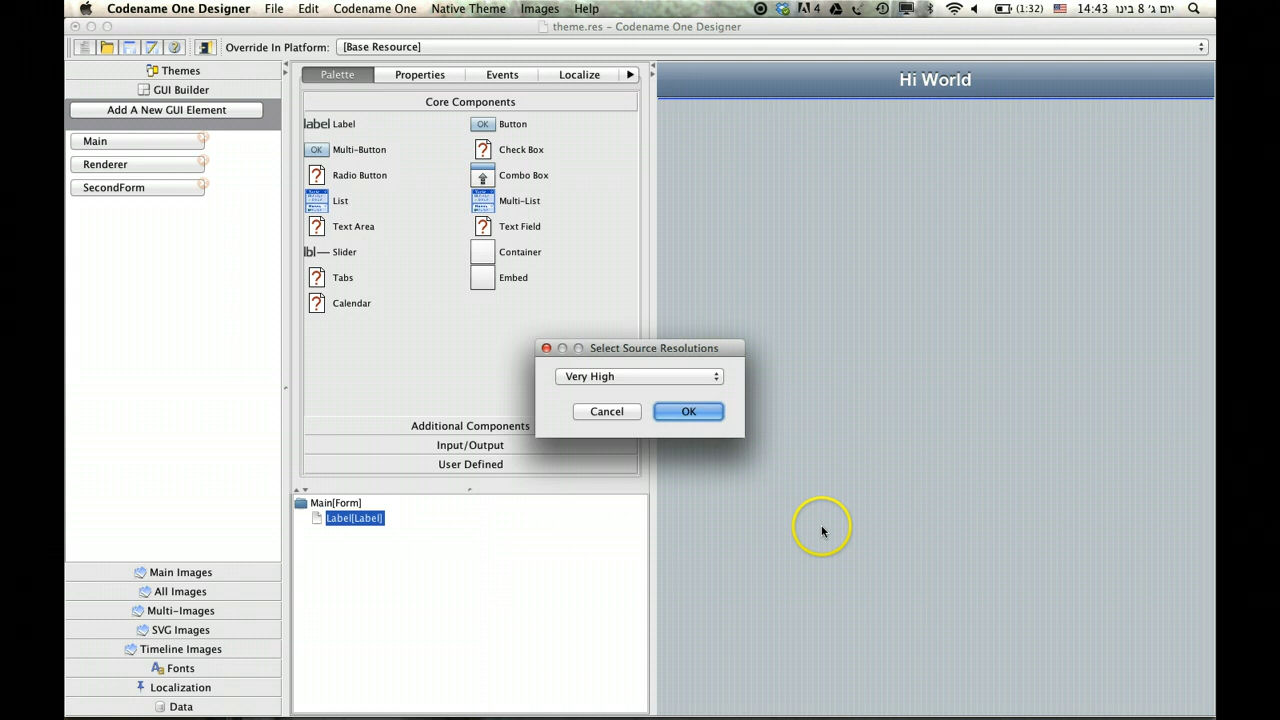 Codename One Designer File Edit Codename One Native Theme Images Help 4 (1:32) 14:43 יום ג׳ 8 בינו
theme.res - Codename One Designer
Override In Platform: [Base Resource]
Themes
GUI Builder
Add A New GUI Element
Main
Renderer
SecondForm
Main Images
All Images
Multi-Images
SVG Images
Timeline Images
Fonts
Localization
Data
Palette Properties Events Localize
Core Components
label Label OK Button
OK Multi-Button ? Check Box
? Radio Button Combo Box
List Multi-List
? Text Area ? Text Field
lbl Slider Container
? Tabs Embed
? Calendar
Additional Components
Input/Output
User Defined
Main[Form]
Label[Label]
Select Source Resolutions
Very High
Cancel OK
Hi World